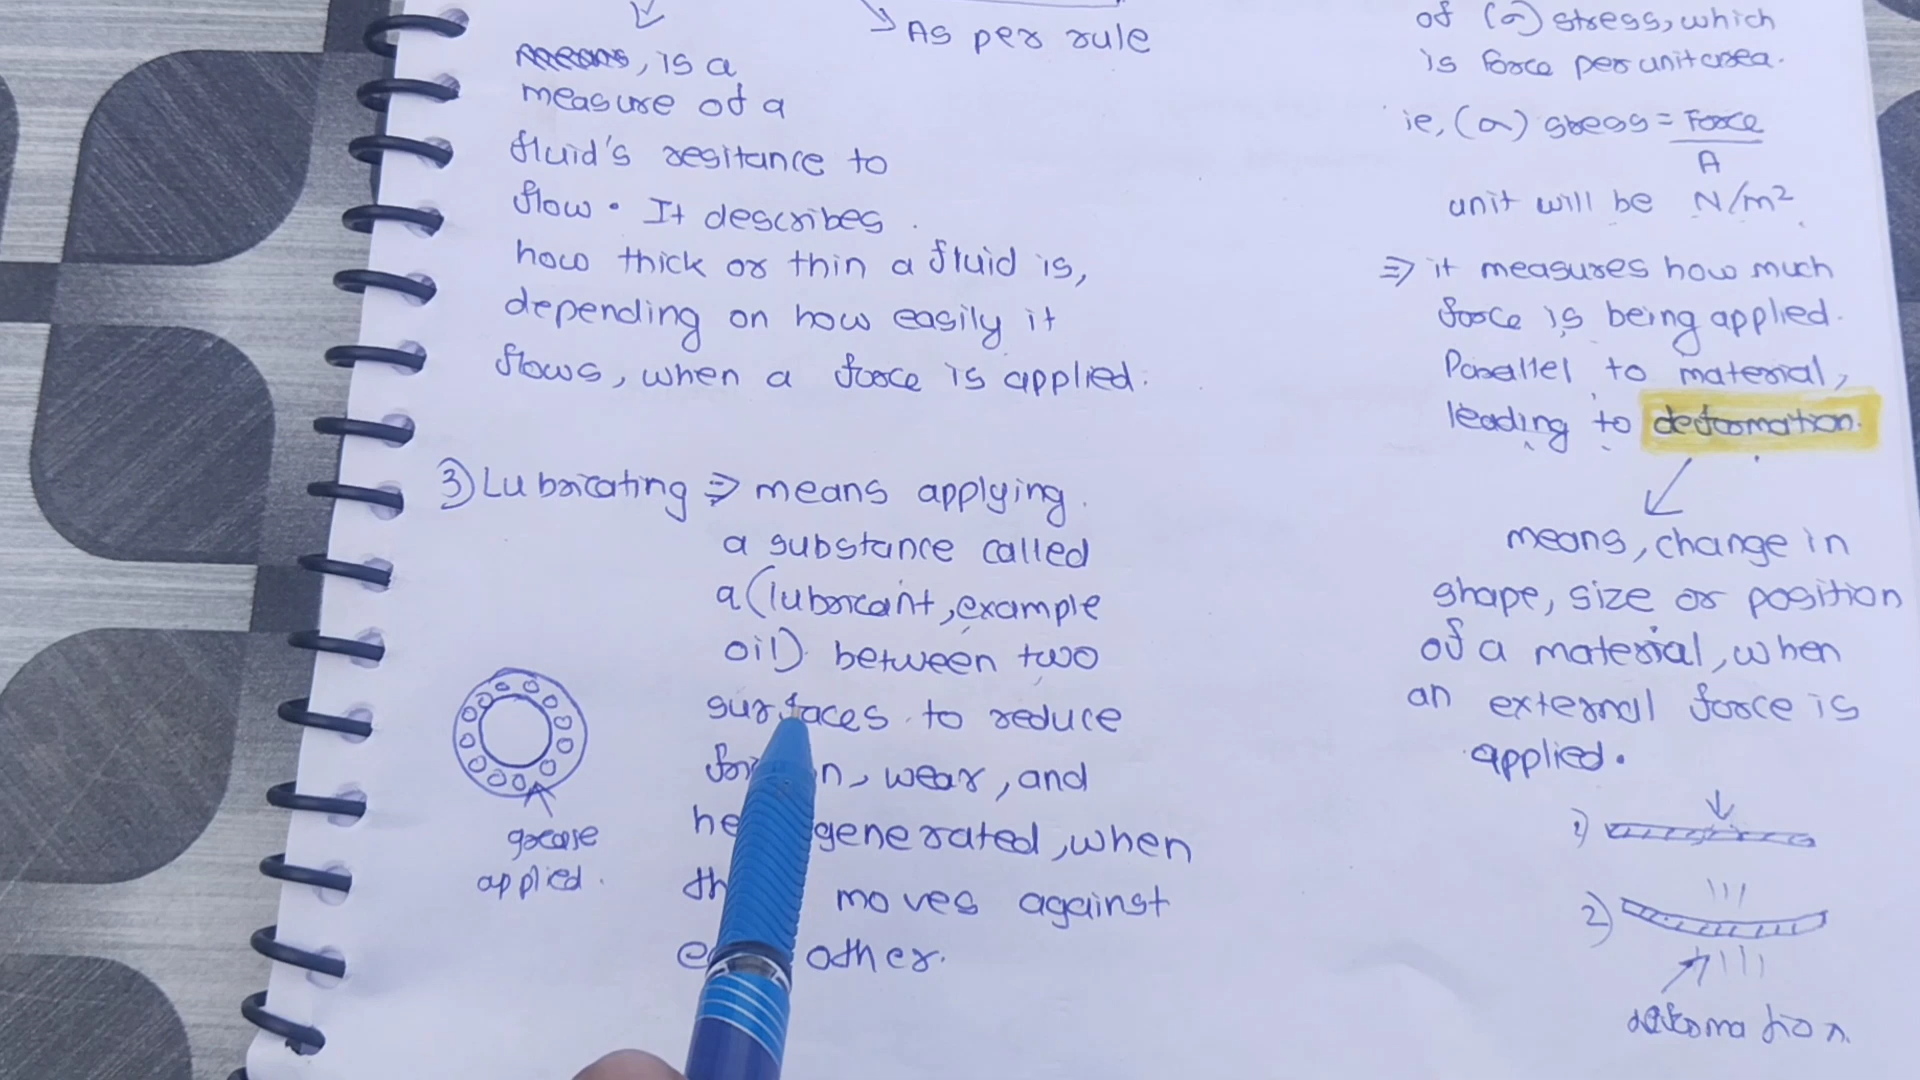 As per rule
means, is a
measure of a
fluid's resitance to
flow. It describes
how thick or thin a fluid is,
depending on how easily it
flows, when a force is applied.
3) Lubricating ⇒ means applying
a substance called
a (lubricant, example
oil) between two
surfaces to reduce
wear, and
generated, when
moves against
other.
grease
applied.
of (σ) stress, which
is force per unit area.
ie, (σ) stress = Force
A
unit will be N/m²
⇒ it measures how much
force is being applied.
Parallel to material,
leading to defromation.
means, change in
shape, size or position
of a material, when
an external force is
applied.
1)
2)
defromation.